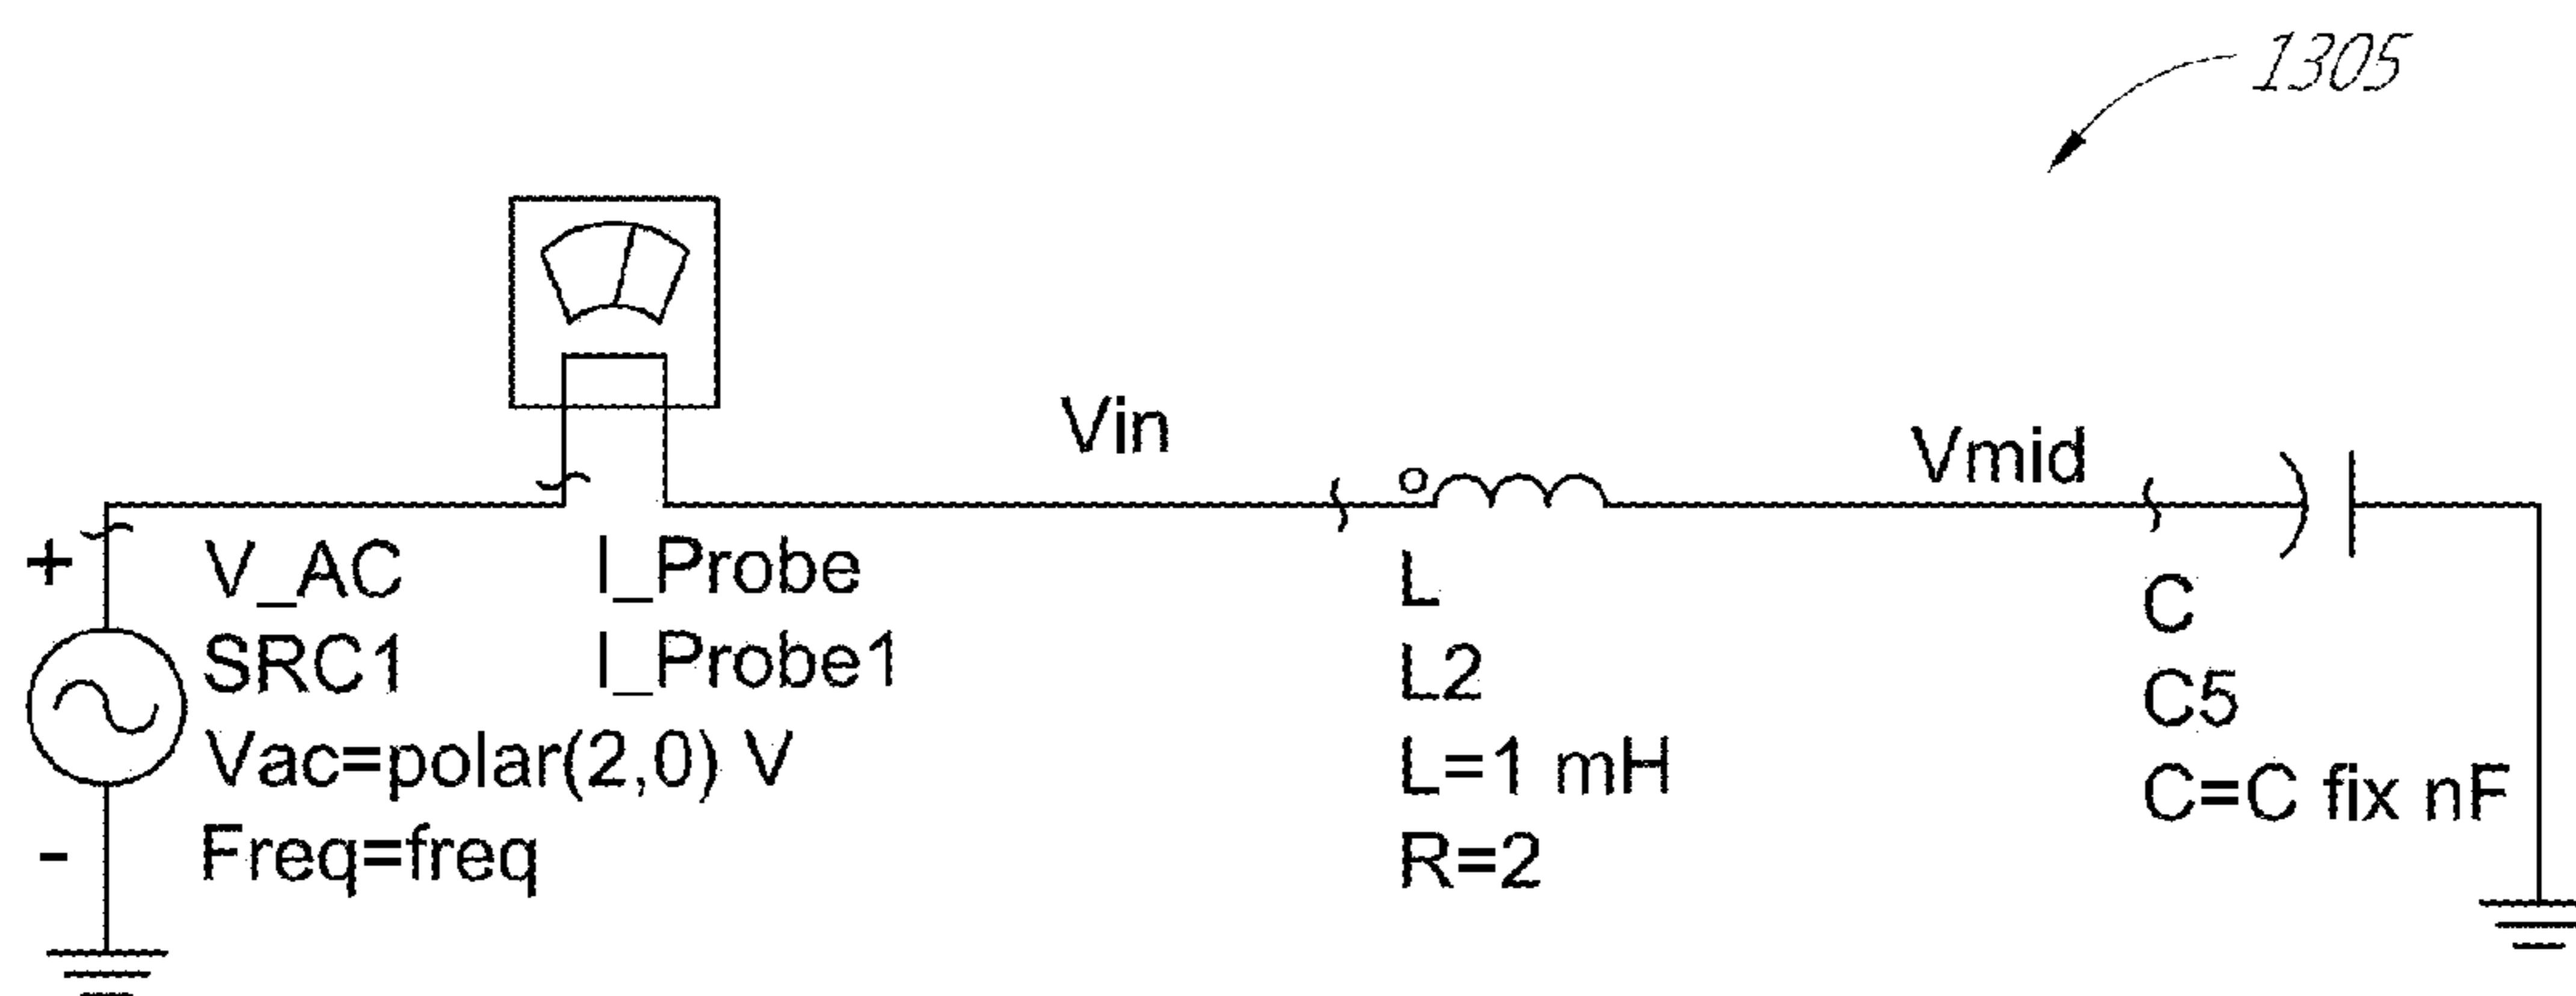 1305
Vin
Vmid
+
V_AC
SRC1
Vac=polar(2,0) V
Freq=freq
-
I_Probe
I_Probe1
L
L2
L=1 mH
R=2
C
C5
C=C fix nF